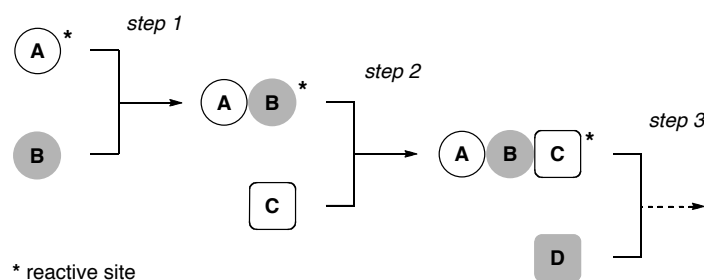 step 1
A *
B
A B *
step 2
C
A B C *
step 3
D
* reactive site